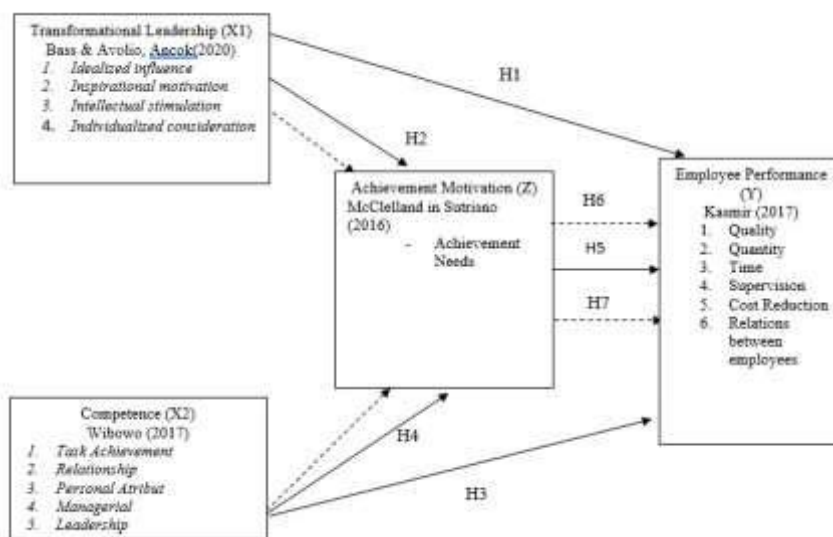 Transformational Leadership (X1)
Bass & Avolio, Ancok(2020)
1. Idealized influence
2. Inspirational motivation
3. Intellectual stimulation
4. Individualized consideration
H1
H2
Achievement Motivation (Z)
McClelland in Sutrisno
(2016)
- Achievement
Needs
H6
H5
H7
Employee Performance
(Y)
Kasmir (2017)
1. Quality
2. Quantity
3. Time
4. Supervision
5. Cost Reduction
6. Relations
between
employees
Competence (X2)
Wibowo (2017)
1. Task Achievement
2. Relationship
3. Personal Atribut
4. Managerial
5. Leadership
H4
H3